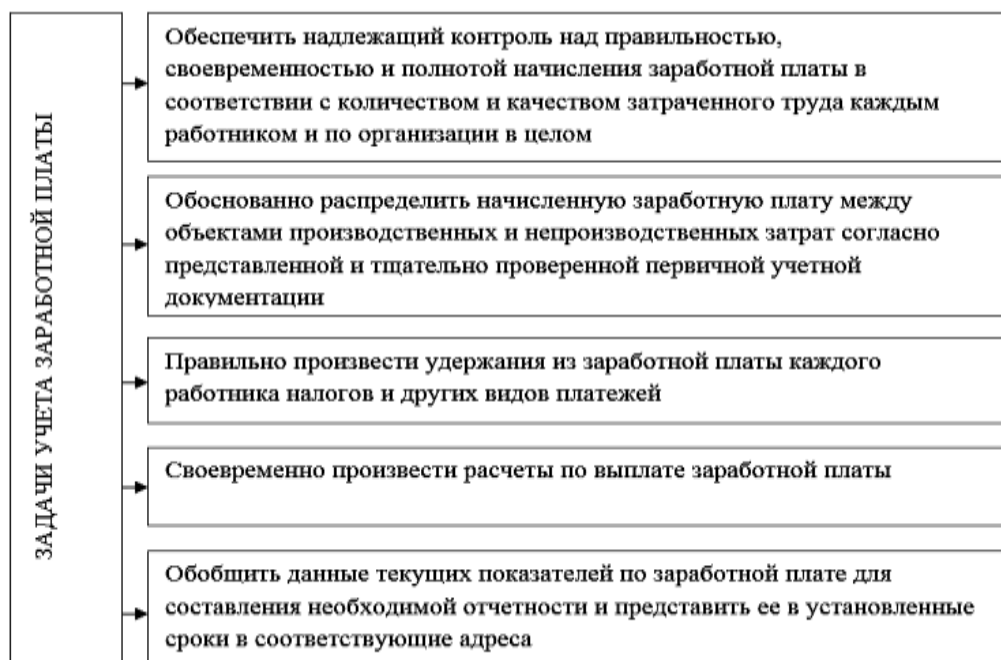 ЗАДАЧИ УЧЕТА ЗАРАБОТНОЙ ПЛАТЫ
Обеспечить надлежащий контроль над правильностью,
своевременностью и полнотой начисления заработной платы в
соответствии с количеством и качеством затраченного труда каждым
работником и по организации в целом
Обоснованно распределить начисленную заработную плату между
объектами производственных и непроизводственных затрат согласно
представленной и тщательно проверенной первичной учетной
документации
Правильно произвести удержания из заработной платы каждого
работника налогов и других видов платежей
Своевременно произвести расчеты по выплате заработной платы
Обобщить данные текущих показателей по заработной плате для
составления необходимой отчетности и представить ее в установленные
сроки в соответствующие адреса